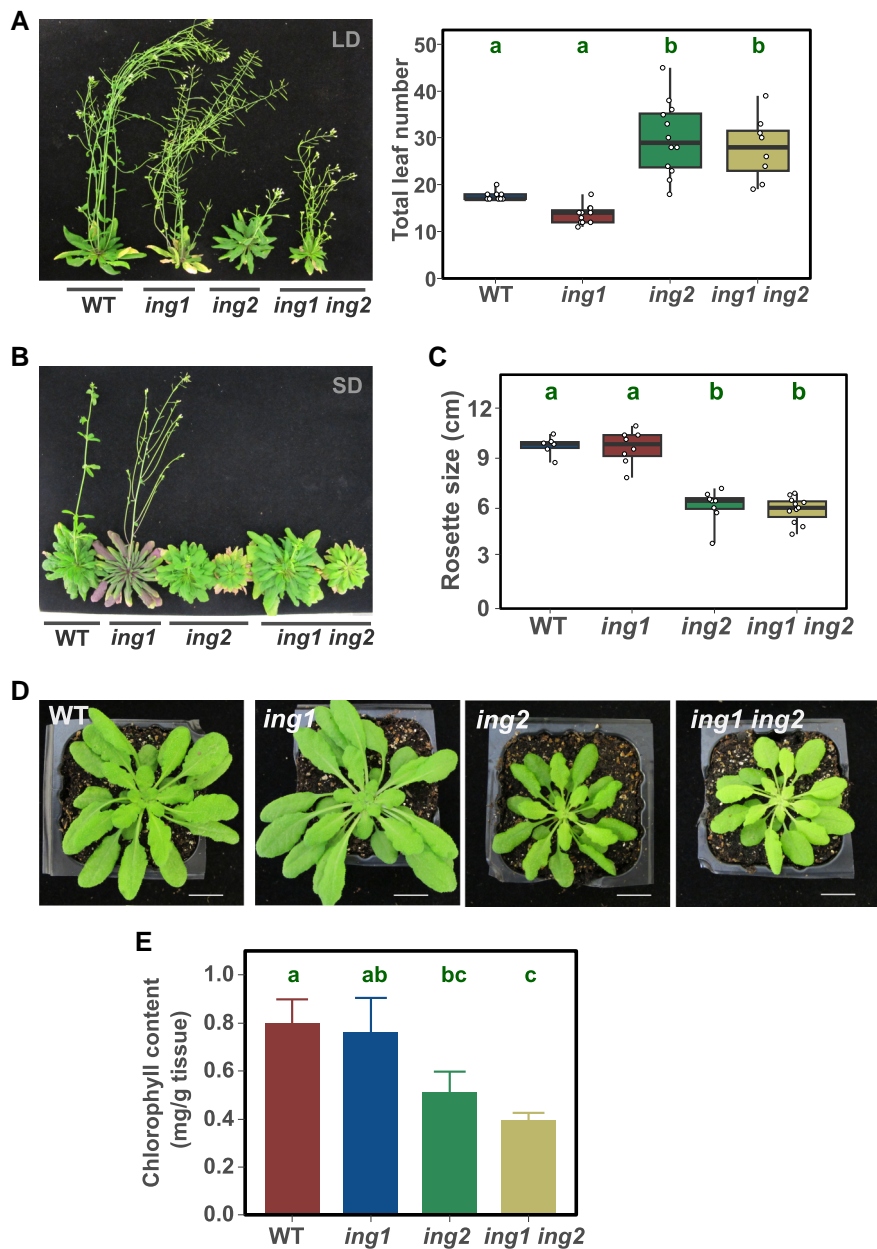 A
LD
WT ing1 ing2 ing1 ing2
Total leaf number
50
40
30
20
10
0
a a b b
WT ing1 ing2 ing1 ing2
B
SD
WT ing1 ing2 ing1 ing2
C
Rosette size (cm)
12
9
6
3
0
a a b b
WT ing1 ing2 ing1 ing2
D
WT ing1 ing2 ing1 ing2
E
Chlorophyll content
(mg/g tissue)
1.0
0.8
0.6
0.4
0.2
0.0
a ab bc c
WT ing1 ing2 ing1 ing2